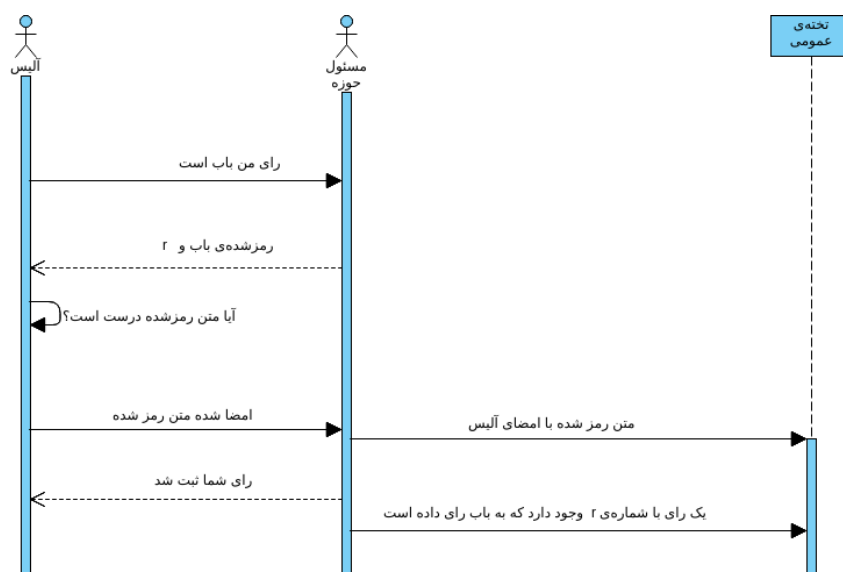 تخته‌ی
عمومی
آلیس
مسئول
حوزه
رای من باب است
رمزشده‌ی باب و r
آیا متن رمزشده درست است؟
امضا شده متن رمز شده
متن رمز شده با امضای آلیس
رای شما ثبت شد
یک رای با شماره‌ی r وجود دارد که به باب رای داده است